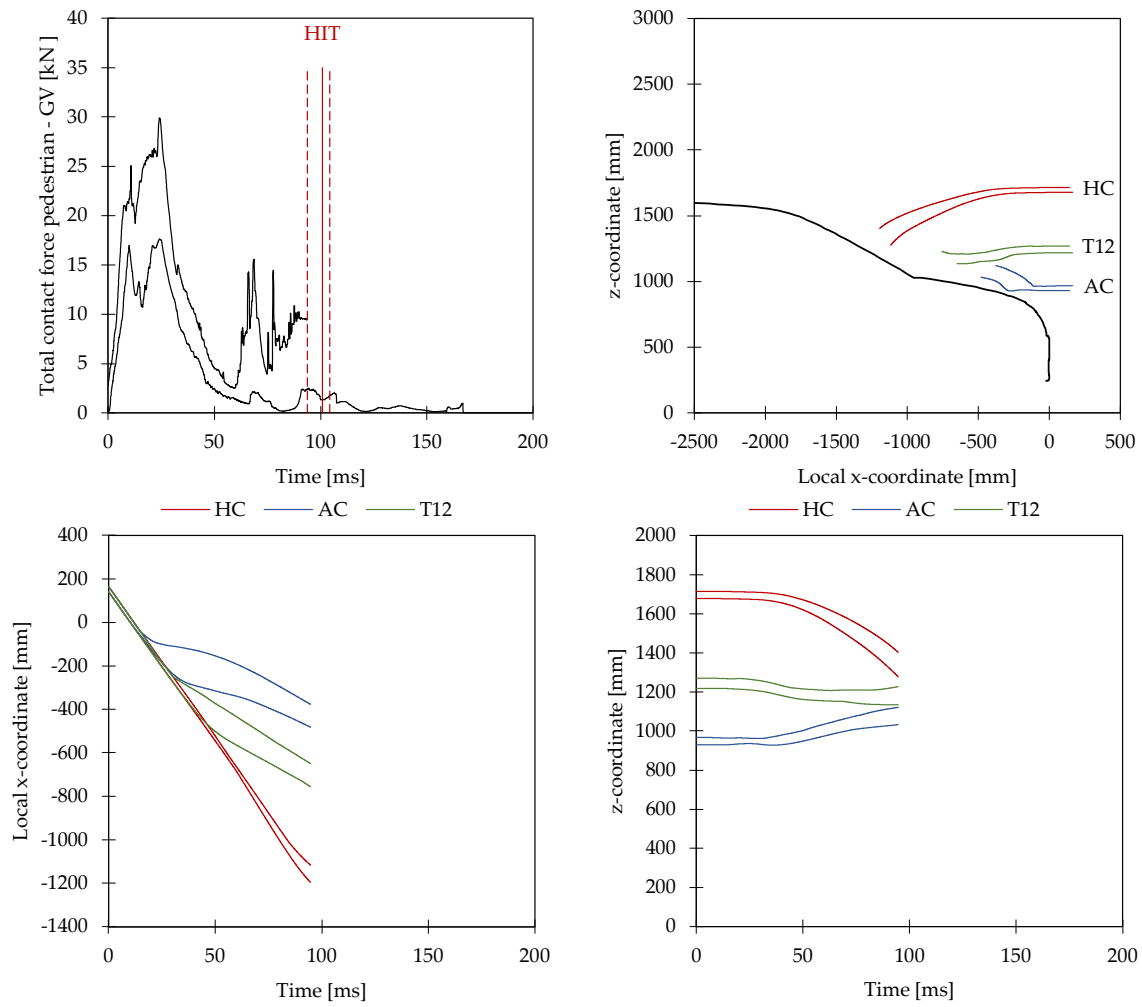 Total contact force pedestrian - GV [kN]
40
35
30
25
20
15
10
5
0
HIT
0 50 100 150 200
Time [ms]
z-coordinate [mm]
3000
2500
2000
1500
1000
500
0
HC
T12
AC
-2500 -2000 -1500 -1000 -500 0 500
Local x-coordinate [mm]
HC AC T12
Local x-coordinate [mm]
400
200
0
-200
-400
-600
-800
-1000
-1200
-1400
0 50 100 150 200
Time [ms]
HC AC T12
z-coordinate [mm]
2000
1800
1600
1400
1200
1000
800
600
400
200
0
0 50 100 150 200
Time [ms]